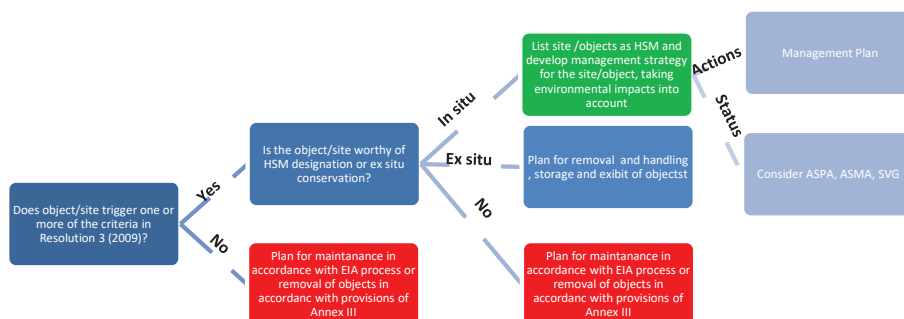 Does object/site trigger one or
more of the criteria in
Resolution 3 (2009)?
Yes
No
Is the object/site worthy of
HSM designation or ex situ
conservation?
Plan for maintanance in
accordance with EIA process or
removal of objects in
accordanc with provisions of
Annex III
In situ
Ex situ
No
List site /objects as HSM and
develop management strategy
for the site/object, taking
environmental impacts into
account
Plan for removal and handling
, storage and exibit of objectst
Plan for maintanance in
accordance with EIA process or
removal of objects in
accordanc with provisions of
Annex III
Actions
Status
Management Plan
Consider ASPA, ASMA, SVG